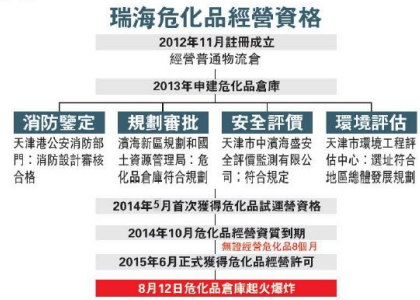 瑞海危化品經營資格
2012年11月註冊成立
經營普通物流倉
2013年申建危化品倉庫
消防鑒定
天津港公安消防部
門：消防設計審核
合格
規劃審批
濱海新區規劃和國
土資源管理局：危
化品倉庫符合規劃
安全評價
天津市中濱海盛安
全評價監測有限公
司：符合規定
環境評估
天津市環境工程評
估中心：選址符合
地區總體發展規劃
2014年5月首次獲得危化品試運營資格
2014年10月危化品經營資質到期
無證經營危化品8個月
2015年6月正式獲得危化品經營許可
8月12日危化品倉庫起火爆炸